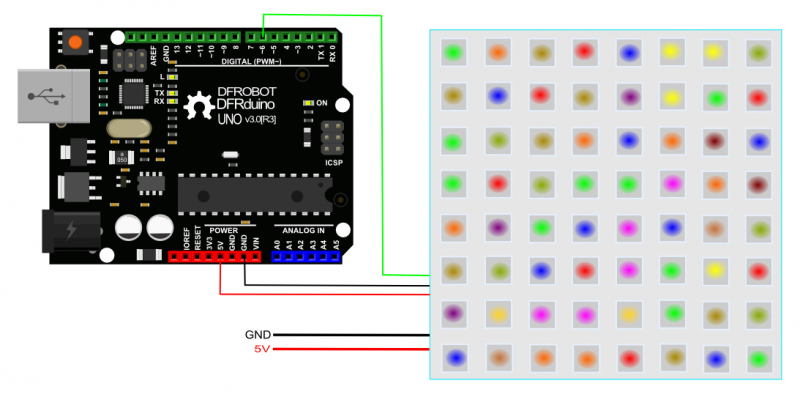 AREF
GND
13
12
~11
~10
~9
8
7
~6
~5
4
~3
2
TX 1
RX 0
DIGITAL (PWM~)
L
TX
RX
DFROBOT
DFRduino
UNO v3.0[R3]
ON
ICSP
050
POWER
ANALOG IN
IOREF
RESET
3V3
5V
GND
GND
VIN
A0
A1
A2
A3
A4
A5
GND
5V